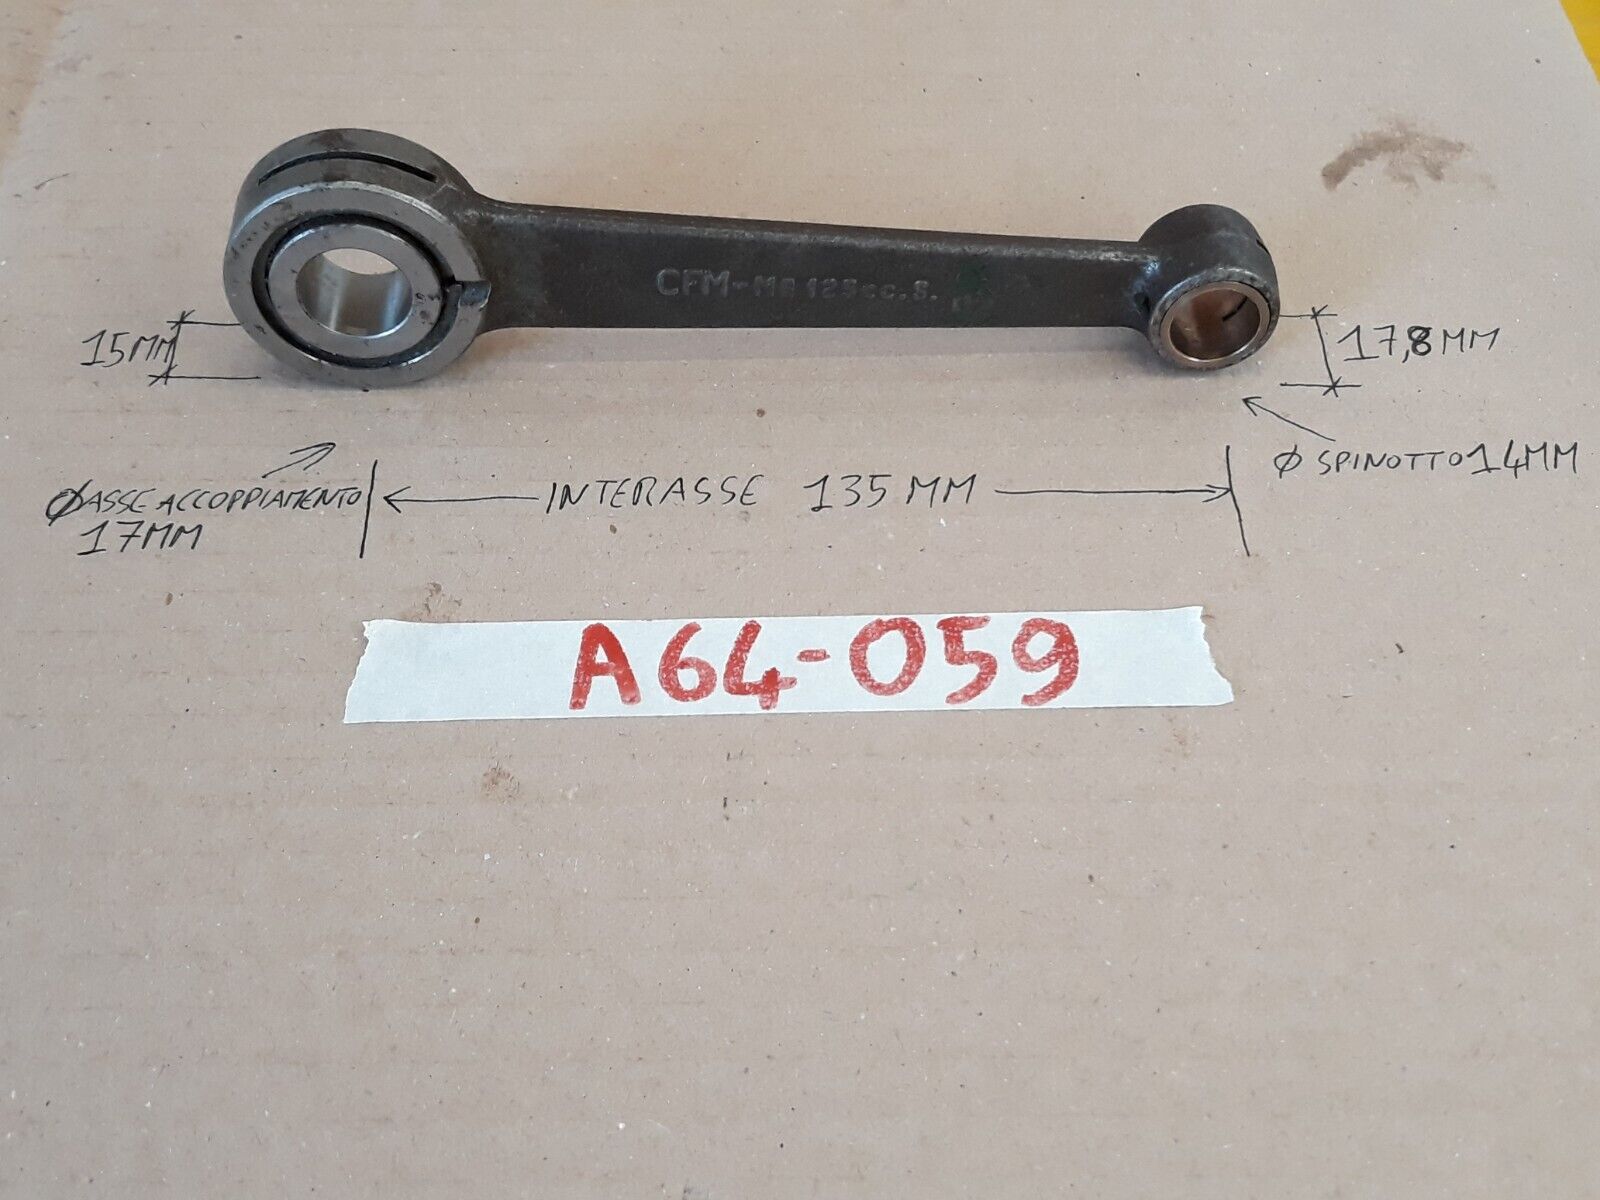 CFM-MB 125cc.S.
15MM
17,8MM
Ø SPINOTTO 14MM
ØASSE ACCOPPIAMENTO
17MM
INTERASSE 135 MM
A64-059